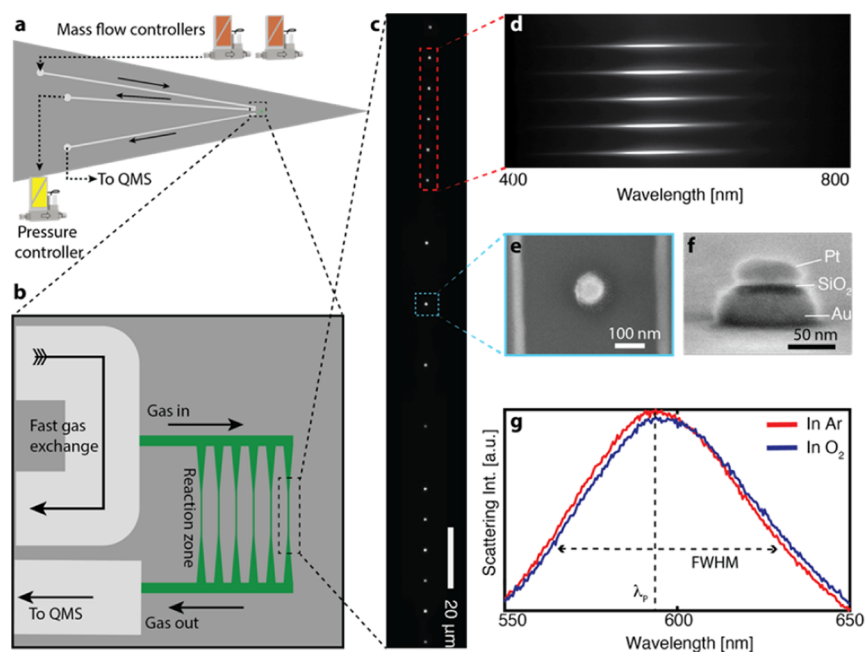 a
Mass flow controllers
To QMS
Pressure
controller
b
Fast gas
exchange
Gas in
Reaction zone
To QMS
Gas out
c
20 µm
d
400
800
Wavelength [nm]
e
100 nm
f
Pt
SiO₂
Au
50 nm
g
In Ar
In O₂
Scattering Int. [a.u.]
FWHM
λₚ
550
600
650
Wavelength [nm]